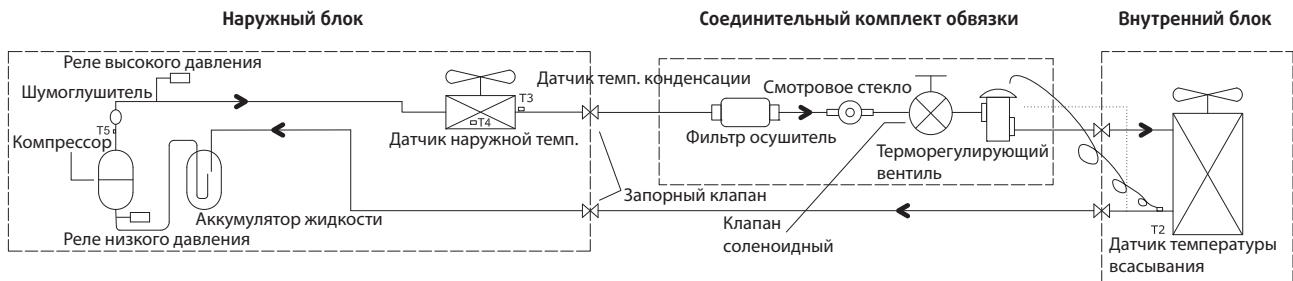 Наружный блок
Соединительный комплект обвязки
Внутренний блок
Реле высокого давления
Шумоглушитель
T5
Компрессор
Аккумулятор жидкости
Реле низкого давления
T3
T4
Датчик наружной темп.
Датчик темп. конденсации
Запорный клапан
Фильтр осушитель
Смотровое стекло
Терморегулирующий
вентиль
Клапан
соленоидный
T2
Датчик температуры
всасывания